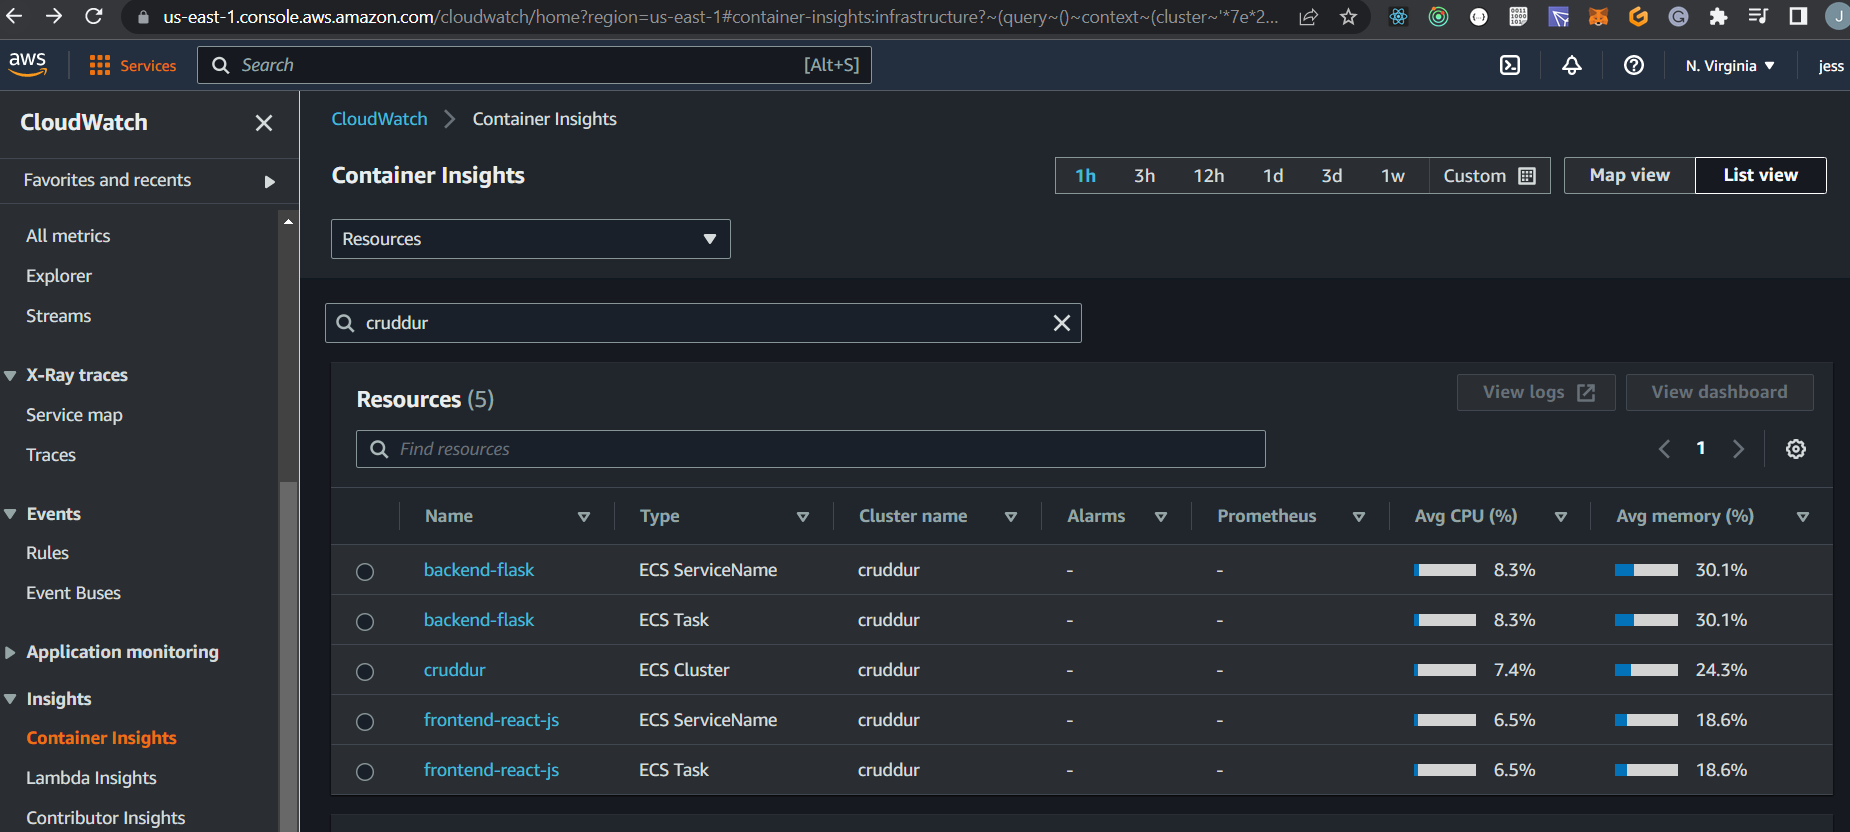 us-east-1.console.aws.amazon.com/cloudwatch/home?region=us-east-1#container-insights:infrastructure?~(query~()~context~(cluster~'*7e*2...
J
aws
Services
Search [Alt+S]
N. Virginia
jess
CloudWatch
Favorites and recents
All metrics
Explorer
Streams
X-Ray traces
Service map
Traces
Events
Rules
Event Buses
Application monitoring
Insights
Container Insights
Lambda Insights
Contributor Insights
CloudWatch > Container Insights
Container Insights
1h 3h 12h 1d 3d 1w Custom
Map view List view
Resources
cruddur
Resources (5)
View logs View dashboard
Find resources
1
Name Type Cluster name Alarms Prometheus Avg CPU (%) Avg memory (%)
backend-flask ECS ServiceName cruddur - - 8.3% 30.1%
backend-flask ECS Task cruddur - - 8.3% 30.1%
cruddur ECS Cluster cruddur - - 7.4% 24.3%
frontend-react-js ECS ServiceName cruddur - - 6.5% 18.6%
frontend-react-js ECS Task cruddur - - 6.5% 18.6%